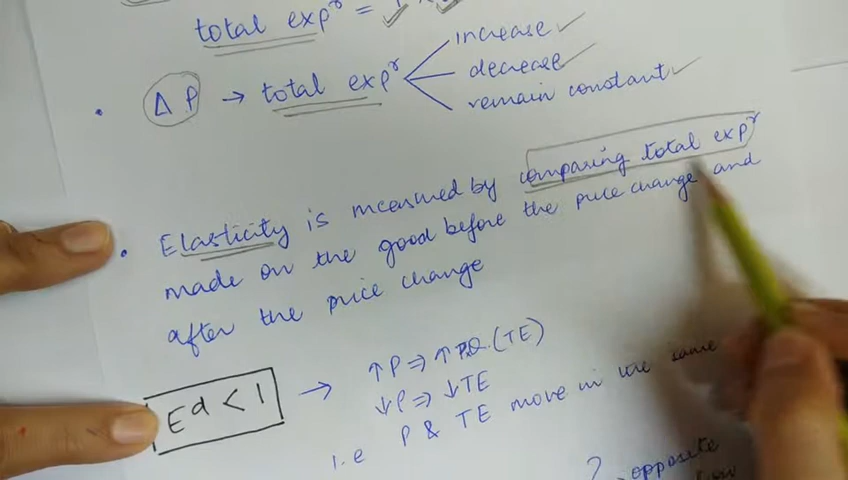 total expr = P
• ΔP → total expr
increase ✓
decrease ✓
remain constant ✓
• Elasticity is measured by comparing total expr
made on the good before the price change and
after the price change
Ed < 1 →
↑P ⇒ ↑P.Q.(TE)
↓P ⇒ ↓TE
i.e P & TE move in the same
opposite